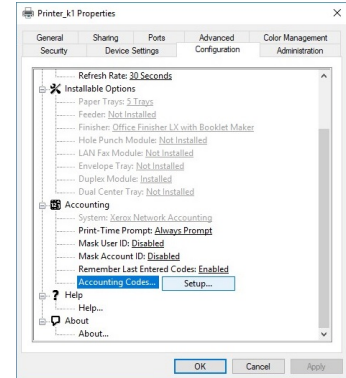 Printer_k1 Properties
General Sharing Ports Advanced Color Management
Security Device Settings Configuration Administration
Refresh Rate: 30 Seconds
Installable Options
Paper Trays: 5 Trays
Feeder: Not Installed
Finisher: Office Finisher LX with Booklet Maker
Hole Punch Module: Not Installed
LAN Fax Module: Not Installed
Envelope Tray: Not Installed
Duplex Module: Installed
Dual Center Tray: Not Installed
Accounting
System: Xerox Network Accounting
Print-Time Prompt: Always Prompt
Mask User ID: Disabled
Mask Account ID: Disabled
Remember Last Entered Codes: Enabled
Accounting Codes... Setup...
Help
Help...
About
About...
OK Cancel Apply